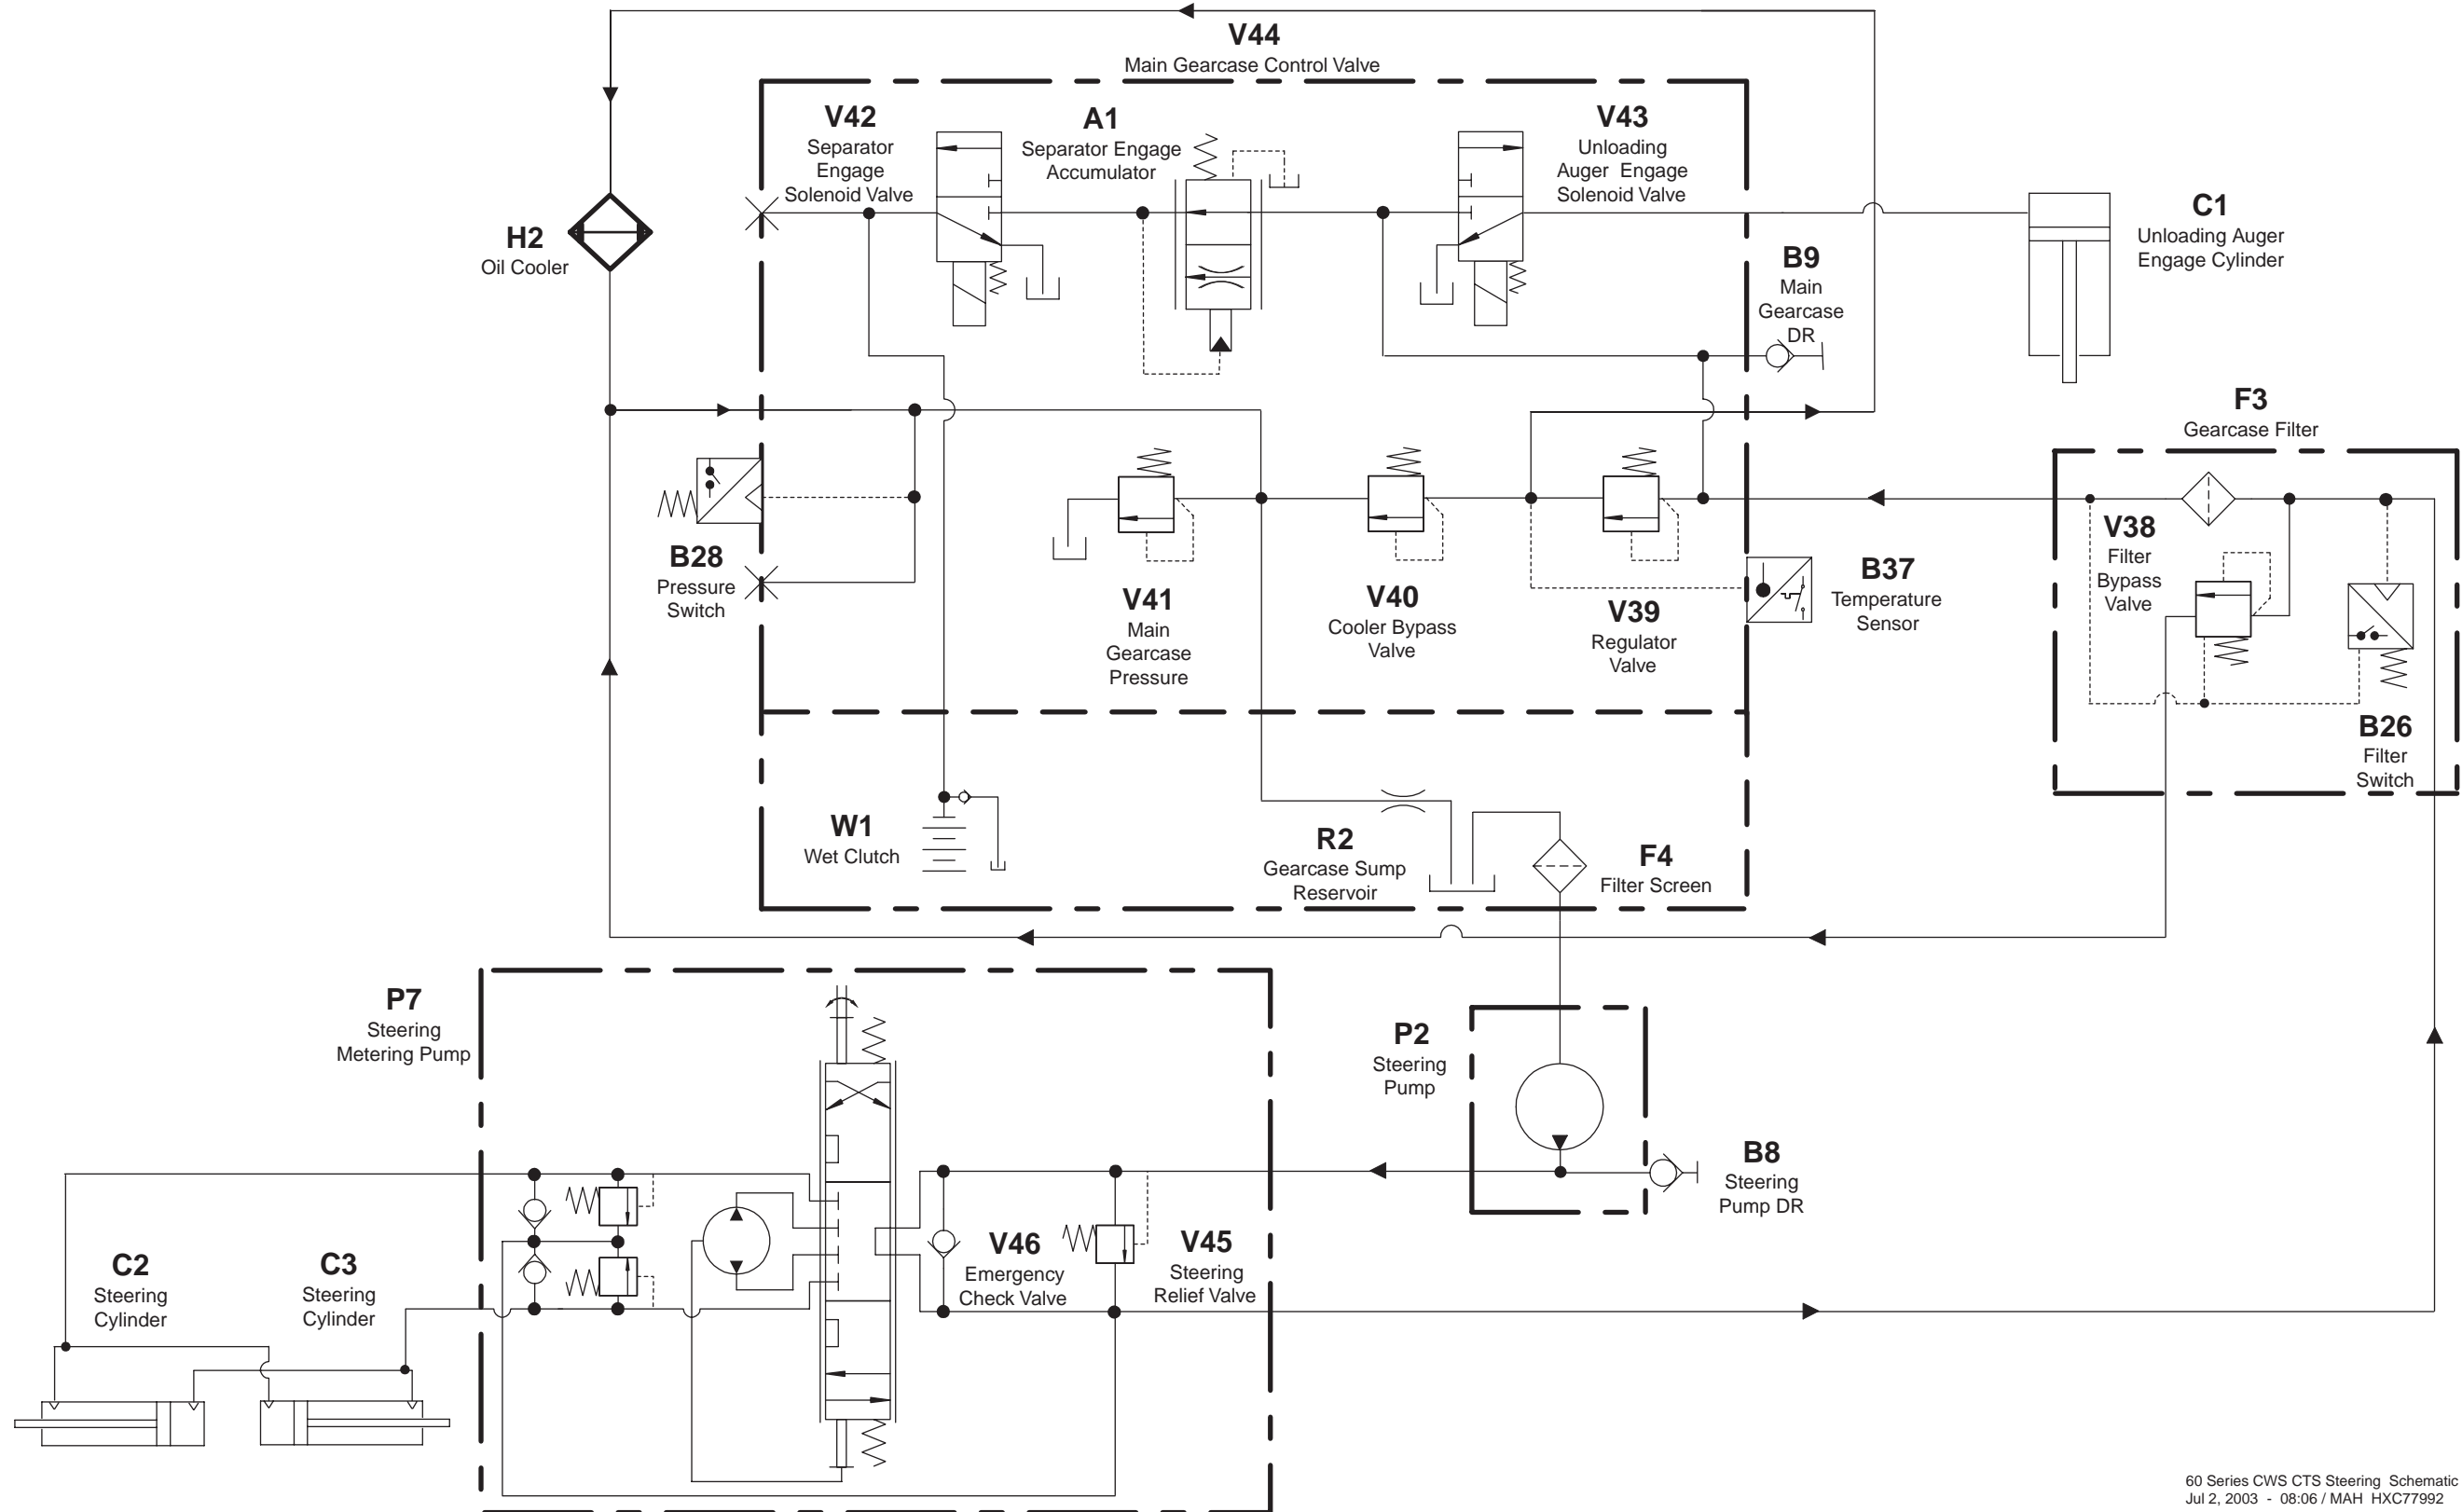 V44
Main Gearcase Control Valve
V42
Separator
Engage
Solenoid Valve
A1
Separator Engage
Accumulator
V43
Unloading
Auger Engage
Solenoid Valve
C1
Unloading Auger
Engage Cylinder
H2
Oil Cooler
B9
Main
Gearcase
DR
F3
Gearcase Filter
B28
Pressure
Switch
V41
Main
Gearcase
Pressure
V40
Cooler Bypass
Valve
V39
Regulator
Valve
B37
Temperature
Sensor
V38
Filter
Bypass
Valve
B26
Filter
Switch
W1
Wet Clutch
R2
Gearcase Sump
Reservoir
F4
Filter Screen
P7
Steering
Metering Pump
P2
Steering
Pump
B8
Steering
Pump DR
C2
Steering
Cylinder
C3
Steering
Cylinder
V46
Emergency
Check Valve
V45
Steering
Relief Valve
60 Series CWS CTS Steering Schematic
Jul 2, 2003 - 08:06 / MAH HXC77992